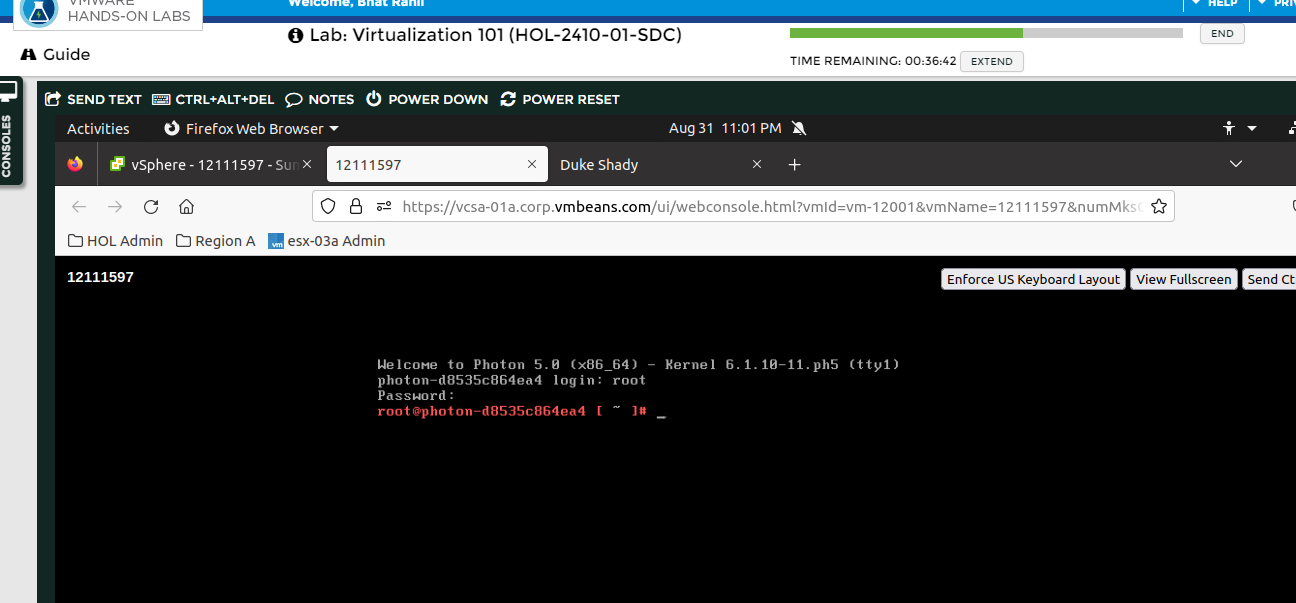 VMWARE
HANDS-ON LABS
Welcome, Bhat Rahil
HELP
Lab: Virtualization 101 (HOL-2410-01-SDC)
END
Guide
TIME REMAINING: 00:36:42 EXTEND
CONSOLES
SEND TEXT CTRL+ALT+DEL NOTES POWER DOWN POWER RESET
Activities Firefox Web Browser Aug 31 11:01 PM
vSphere - 12111597 - Sum 12111597 Duke Shady
https://vcsa-01a.corp.vmbeans.com/ui/webconsole.html?vmId=vm-12001&vmName=12111597&numMks
HOL Admin Region A vm esx-03a Admin
12111597 Enforce US Keyboard Layout View Fullscreen Send Ct
Welcome to Photon 5.0 (x86_64) - Kernel 6.1.10-11.ph5 (tty1)
photon-d8535c864ea4 login: root
Password:
root@photon-d8535c864ea4 [ ~ ]# _